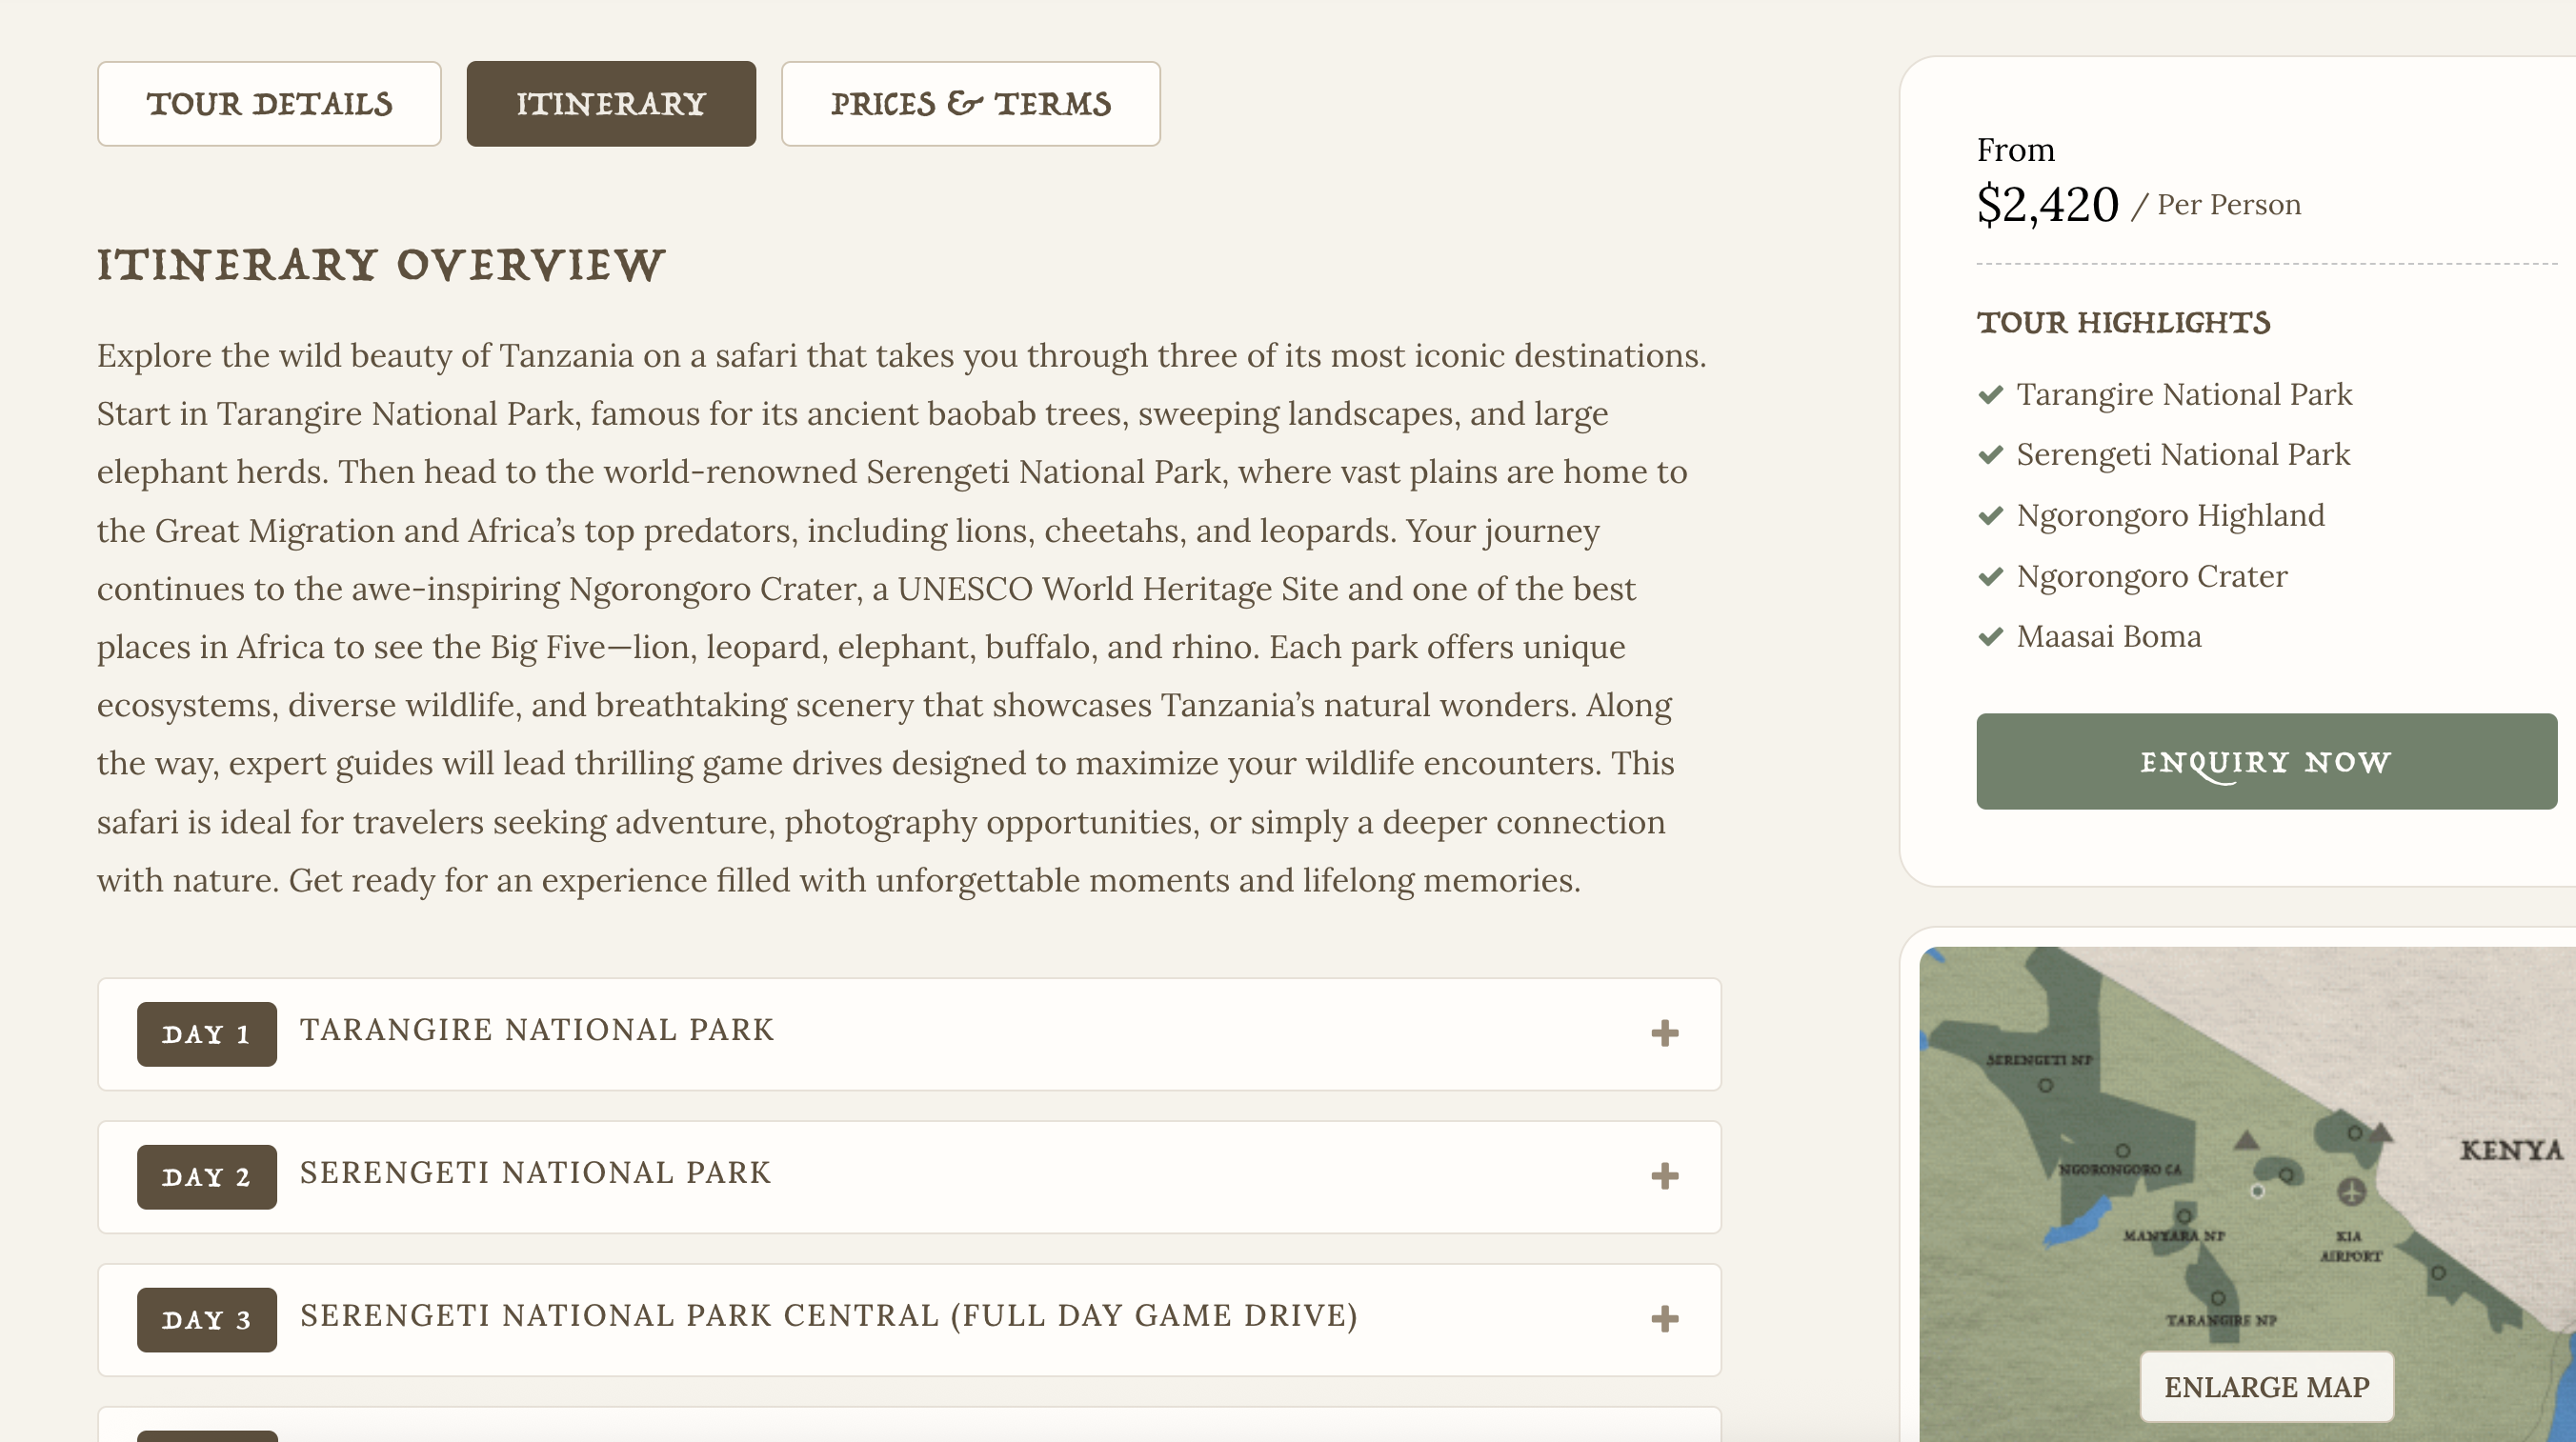 TOUR DETAILS
ITINERARY
PRICES & TERMS
ITINERARY OVERVIEW
Explore the wild beauty of Tanzania on a safari that takes you through three of its most iconic destinations.
Start in Tarangire National Park, famous for its ancient baobab trees, sweeping landscapes, and large
elephant herds. Then head to the world-renowned Serengeti National Park, where vast plains are home to
the Great Migration and Africa’s top predators, including lions, cheetahs, and leopards. Your journey
continues to the awe-inspiring Ngorongoro Crater, a UNESCO World Heritage Site and one of the best
places in Africa to see the Big Five—lion, leopard, elephant, buffalo, and rhino. Each park offers unique
ecosystems, diverse wildlife, and breathtaking scenery that showcases Tanzania’s natural wonders. Along
the way, expert guides will lead thrilling game drives designed to maximize your wildlife encounters. This
safari is ideal for travelers seeking adventure, photography opportunities, or simply a deeper connection
with nature. Get ready for an experience filled with unforgettable moments and lifelong memories.
DAY 1 TARANGIRE NATIONAL PARK
DAY 2 SERENGETI NATIONAL PARK
DAY 3 SERENGETI NATIONAL PARK CENTRAL (FULL DAY GAME DRIVE)
From
$2,420 / Per Person
TOUR HIGHLIGHTS
Tarangire National Park
Serengeti National Park
Ngorongoro Highland
Ngorongoro Crater
Maasai Boma
ENQUIRY NOW
SERENGETI NP
KENYA
NGORONGORO CA
MANYARA NP
KIA
AIRPORT
TARANGIRE NP
ENLARGE MAP